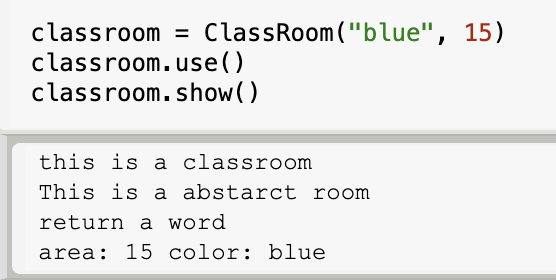 classroom = ClassRoom("blue", 15)
classroom.use()
classroom.show()
this is a classroom
This is a abstarct room
return a word
area: 15 color: blue